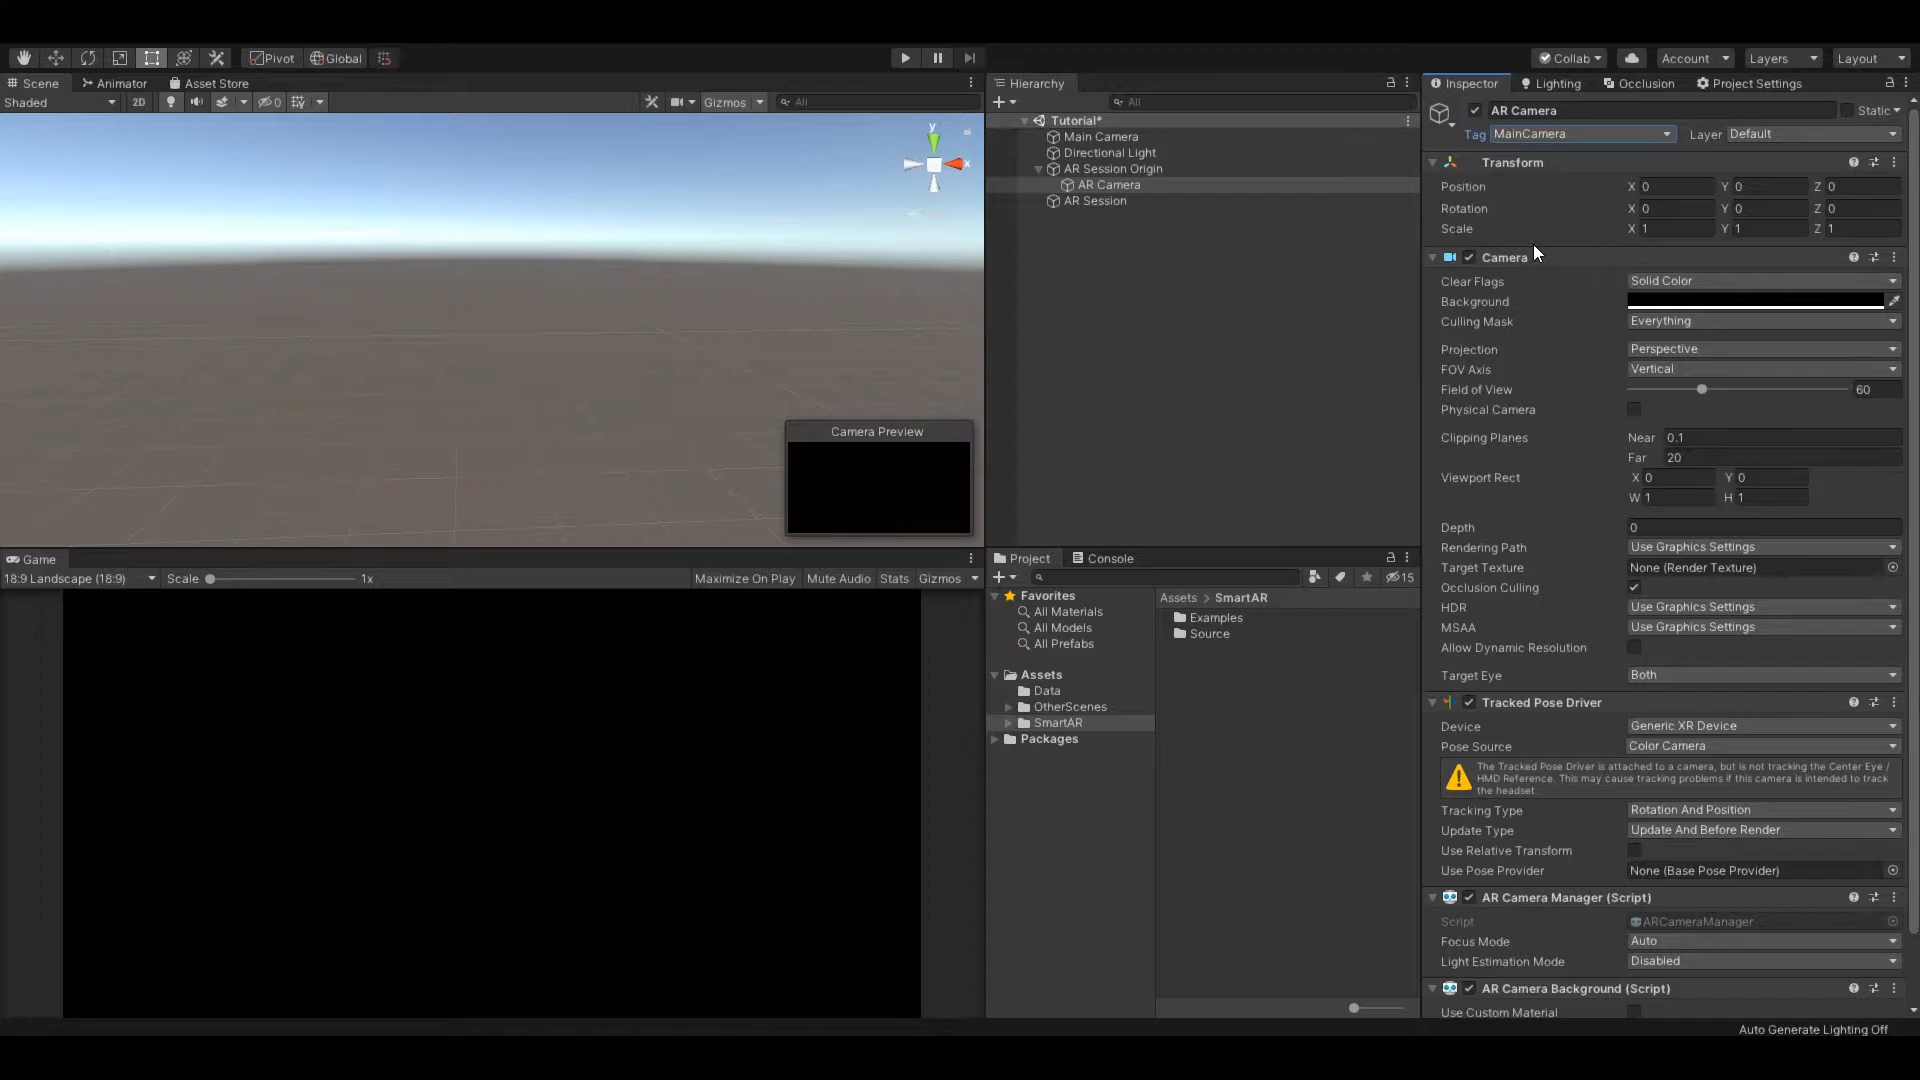 Pivot Global Collab Account Layers Layout
Scene Animator Asset Store
Shaded 2D 0 Gizmos All
y
x
Camera Preview
Game
18:9 Landscape (18:9) Scale 1x Maximize On Play Mute Audio Stats Gizmos
Hierarchy
All
Tutorial*
Main Camera
Directional Light
AR Session Origin
AR Camera
AR Session
Project Console
15
Favorites
All Materials
All Models
All Prefabs
Assets
Data
OtherScenes
SmartAR
Packages
Assets > SmartAR
Examples
Source
Inspector Lighting Occlusion Project Settings
AR Camera Static
Tag MainCamera Layer Default
Transform
Position X 0 Y 0 Z 0
Rotation X 0 Y 0 Z 0
Scale X 1 Y 1 Z 1
Camera
Clear Flags Solid Color
Background
Culling Mask Everything
Projection Perspective
FOV Axis Vertical
Field of View 60
Physical Camera
Clipping Planes Near 0.1
Far 20
Viewport Rect X 0 Y 0
W 1 H 1
Depth 0
Rendering Path Use Graphics Settings
Target Texture None (Render Texture)
Occlusion Culling
HDR Use Graphics Settings
MSAA Use Graphics Settings
Allow Dynamic Resolution
Target Eye Both
Tracked Pose Driver
Device Generic XR Device
Pose Source Color Camera
The Tracked Pose Driver is attached to a camera, but is not tracking the Center Eye /
HMD Reference. This may cause tracking problems if this camera is intended to track
the headset.
Tracking Type Rotation And Position
Update Type Update And Before Render
Use Relative Transform
Use Pose Provider None (Base Pose Provider)
AR Camera Manager (Script)
Script ARCameraManager
Focus Mode Auto
Light Estimation Mode Disabled
AR Camera Background (Script)
Use Custom Material
Auto Generate Lighting Off